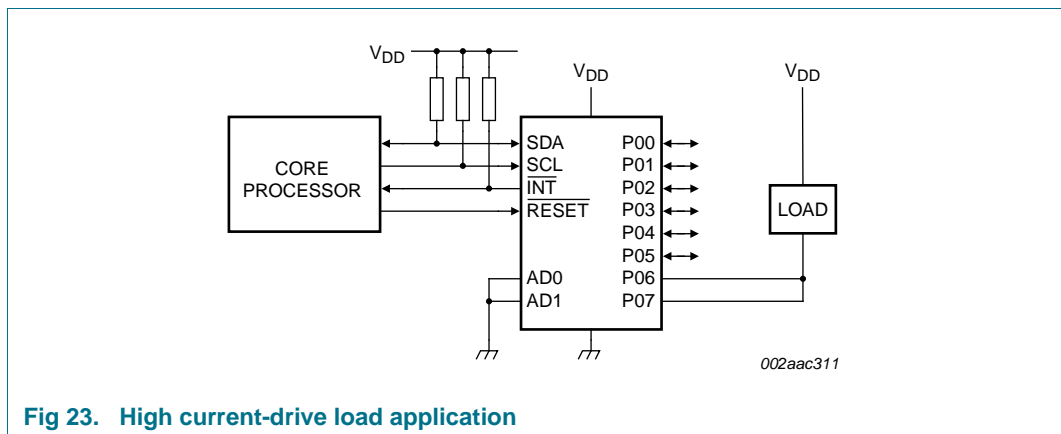 VDD
VDD
VDD
CORE
PROCESSOR
SDA
SCL
INT
RESET
AD0
AD1
P00
P01
P02
P03
P04
P05
P06
P07
LOAD
002aac311
Fig 23. High current-drive load application